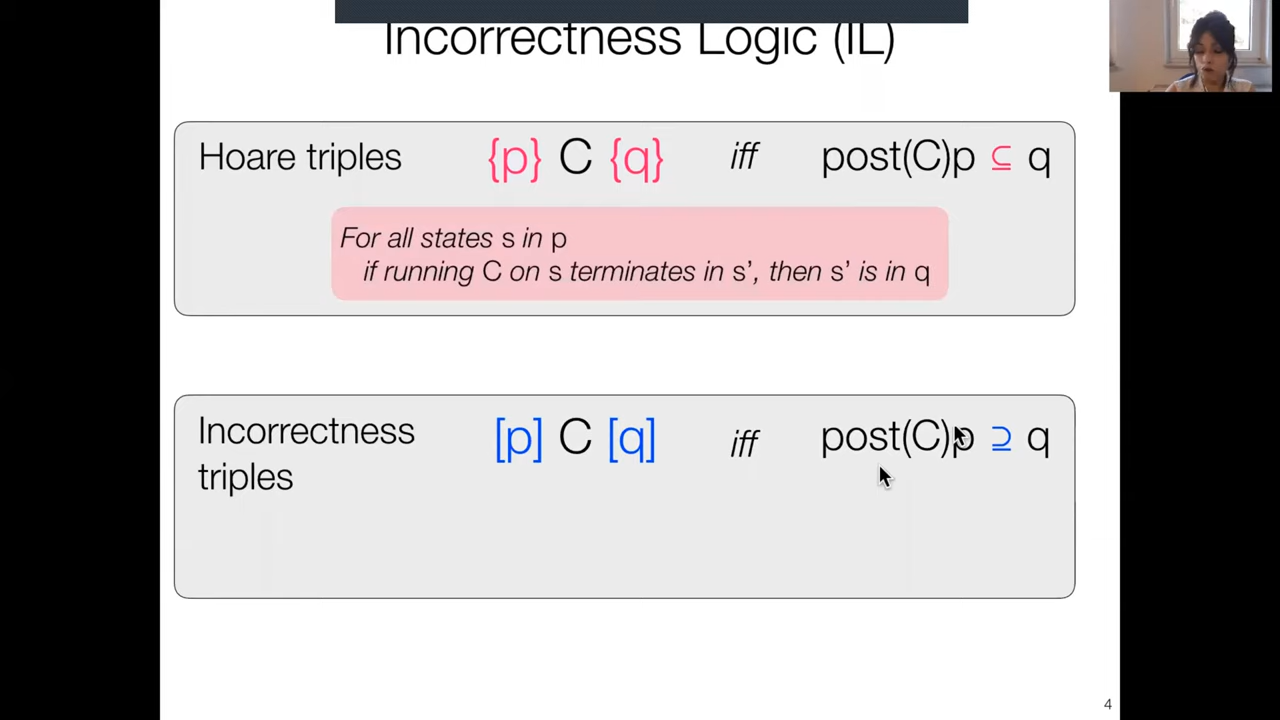 Incorrectness Logic (IL)
Hoare triples {p} C {q} iff post(C)p ⊆ q
For all states s in p
if running C on s terminates in s', then s' is in q
Incorrectness triples [p] C [q] iff post(C)p ⊇ q
4